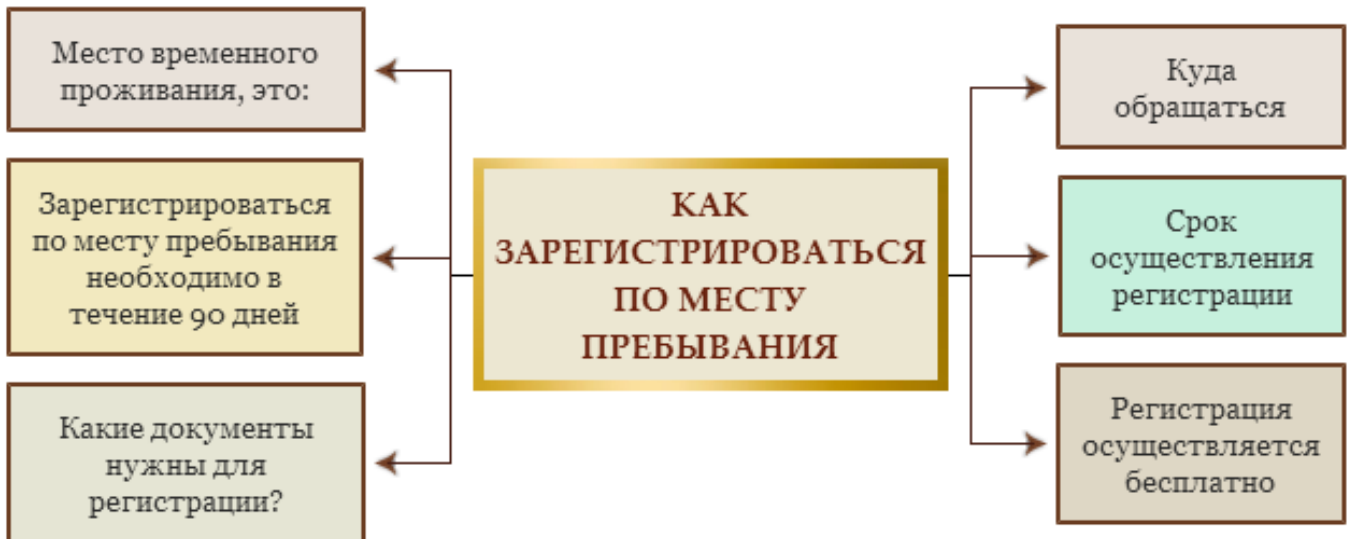 Место временного
проживания, это:
Зарегистрироваться
по месту пребывания
необходимо в
течение 90 дней
Какие документы
нужны для
регистрации?
КАК
ЗАРЕГИСТРИРОВАТЬСЯ
ПО МЕСТУ
ПРЕБЫВАНИЯ
Куда
обращаться
Срок
осуществления
регистрации
Регистрация
осуществляется
бесплатно